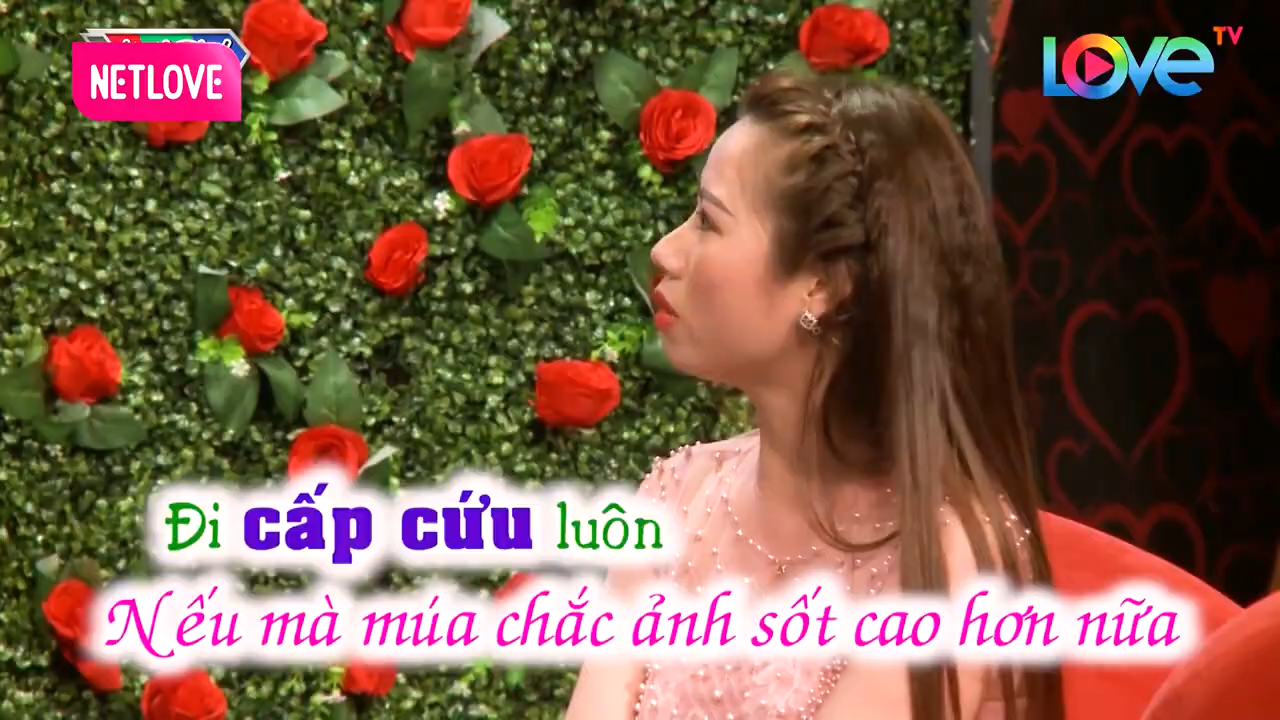 NETLOVE
LOVE TV
Đi cấp cứu luôn
Nếu mà múa chắc ảnh sốt cao hơn nữa